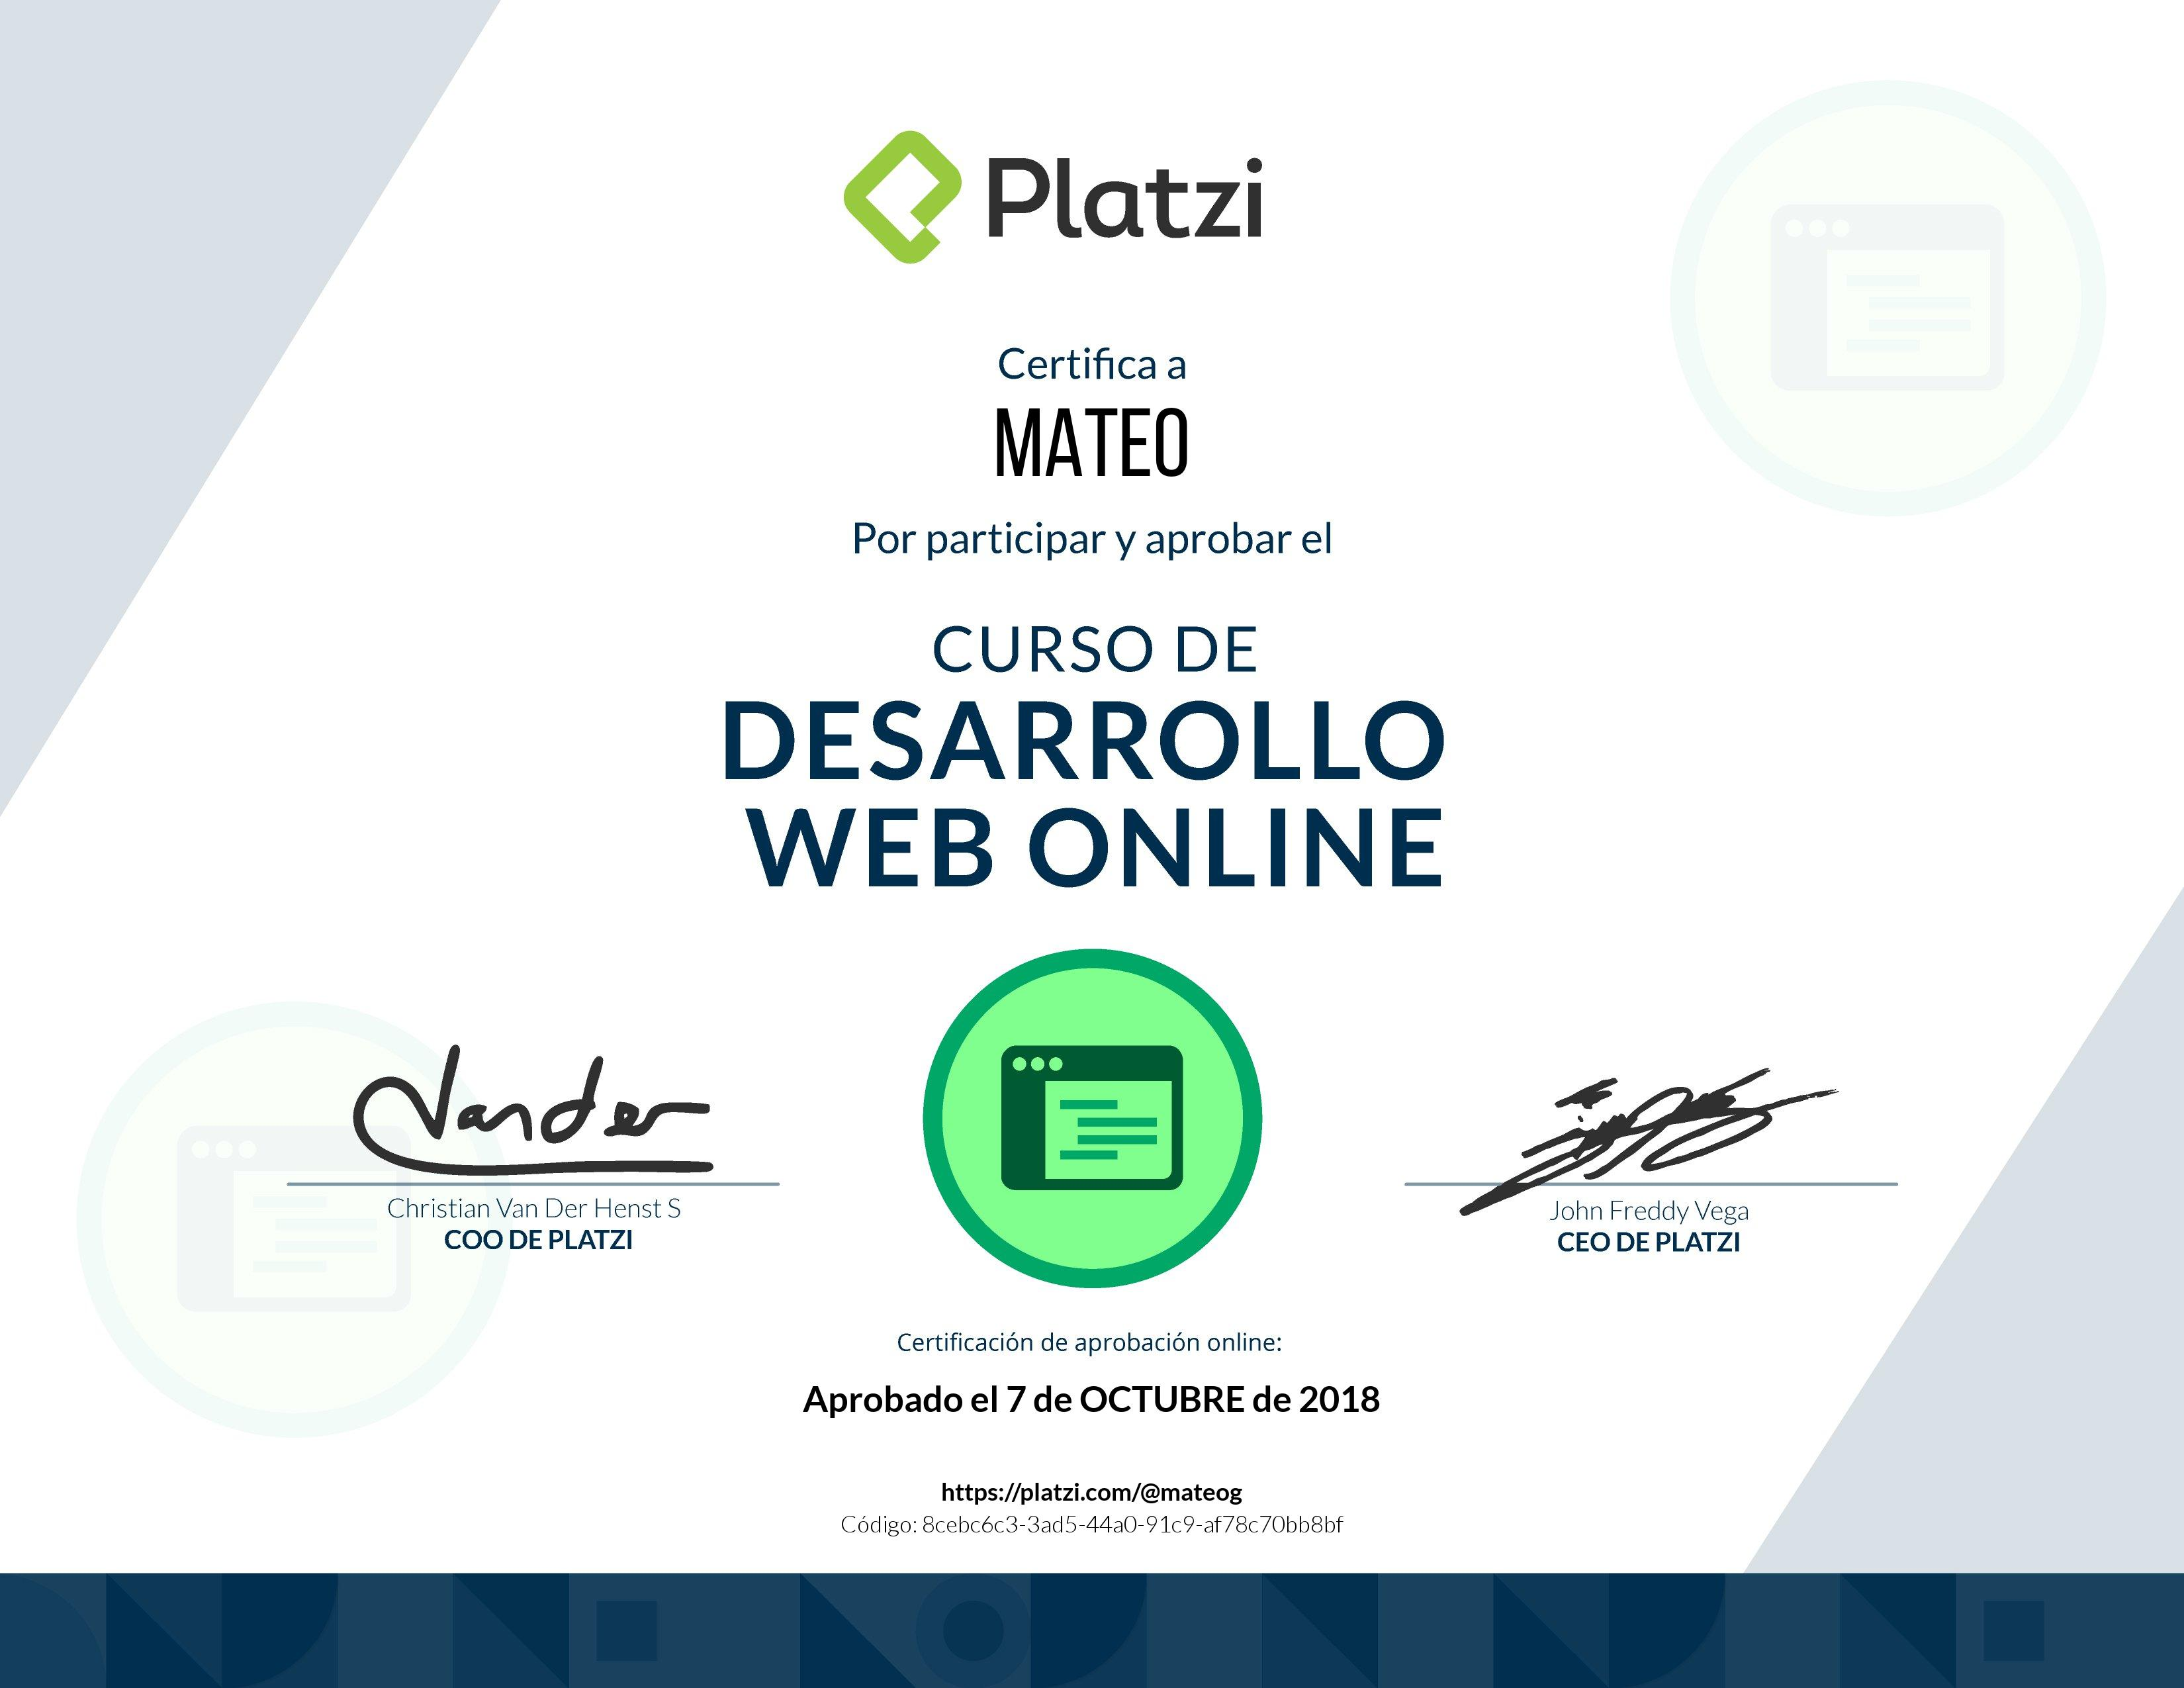 Platzi
Certifica a
MATEO
Por participar y aprobar el
CURSO DE
DESARROLLO
WEB ONLINE
Vander
Christian Van Der Henst S
COO DE PLATZI
John Freddy Vega
CEO DE PLATZI
Certificación de aprobación online:
Aprobado el 7 de OCTUBRE de 2018
https://platzi.com/@mateog
Código: 8cebc6c3-3ad5-44a0-91c9-af78c70bb8bf